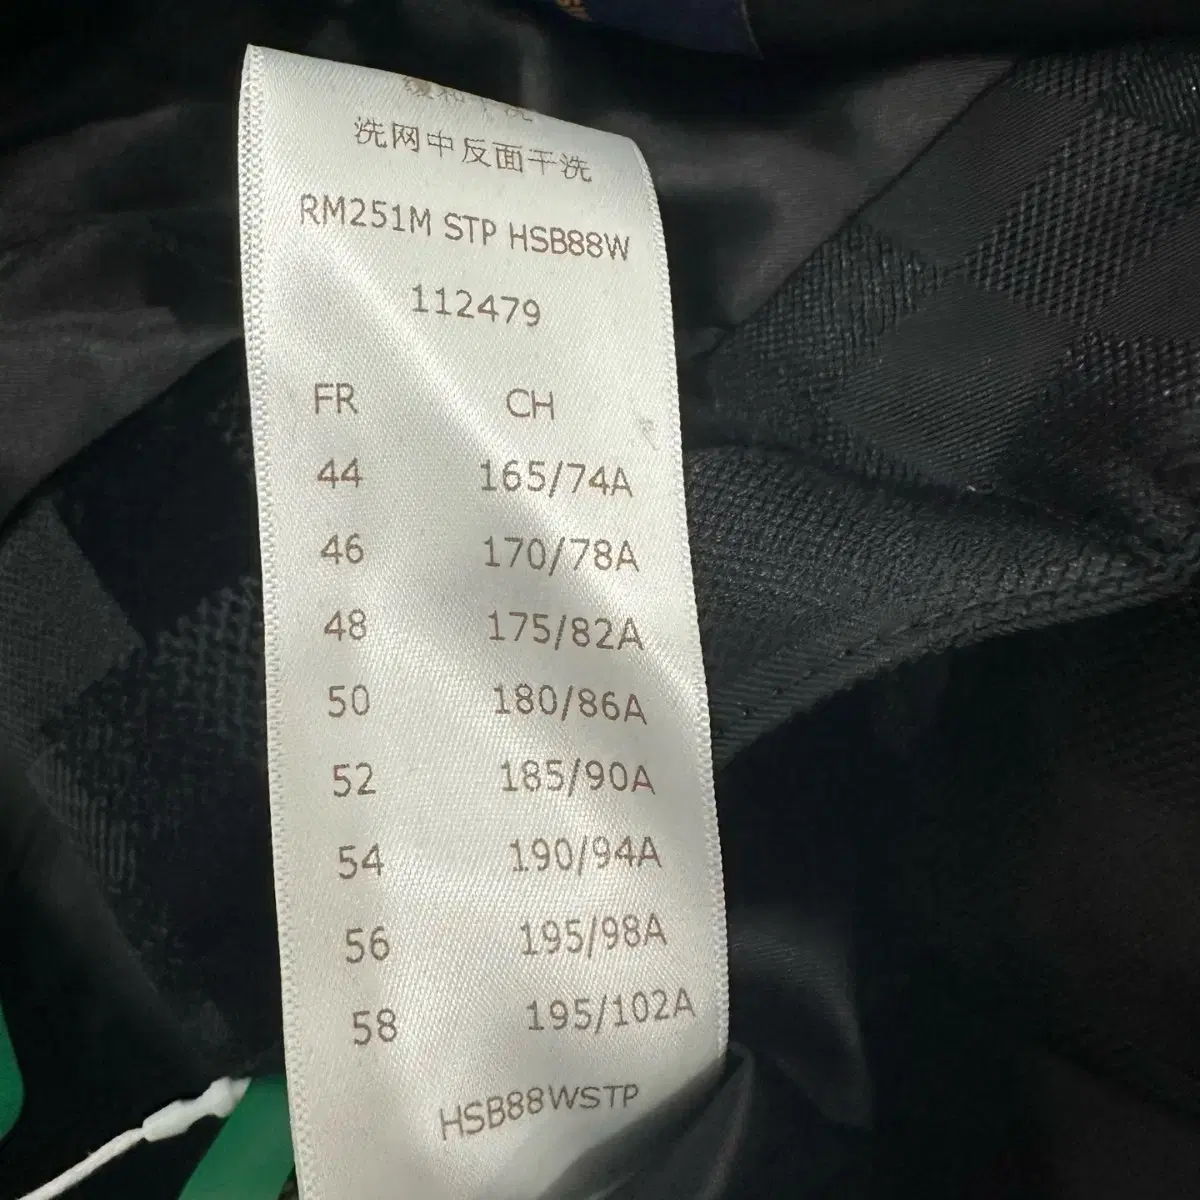 洗网中反面干洗
RM251M STP HSB88W
112479
FR CH
44 165/74A
46 170/78A
48 175/82A
50 180/86A
52 185/90A
54 190/94A
56 195/98A
58 195/102A
HSB88WSTP